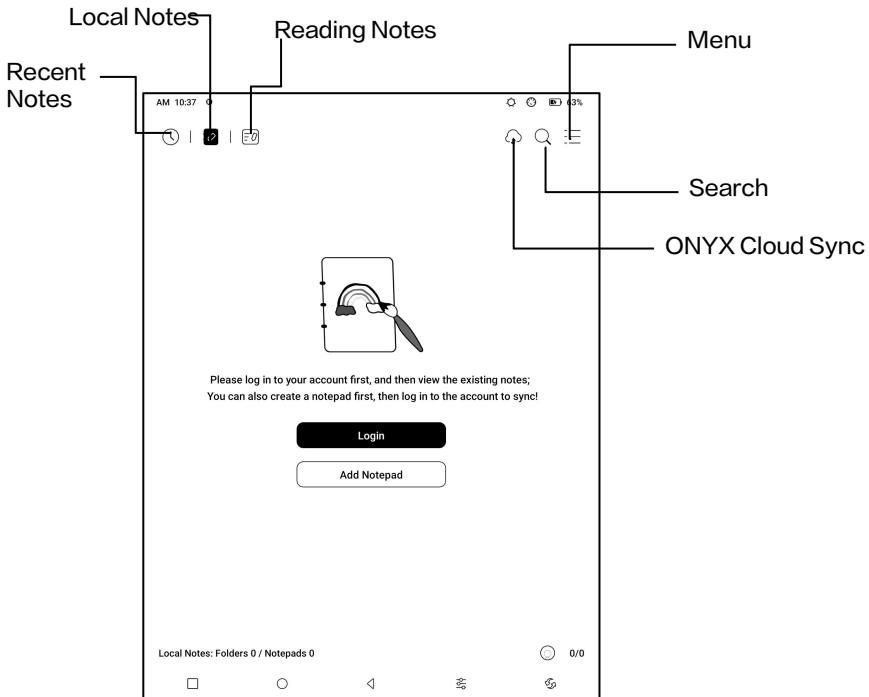 Local Notes
Reading Notes
Menu
Recent
Notes
AM 10:37
63%
Search
ONYX Cloud Sync
Please log in to your account first, and then view the existing notes;
You can also create a notepad first, then log in to the account to sync!
Login
Add Notepad
Local Notes: Folders 0 / Notepads 0
0/0